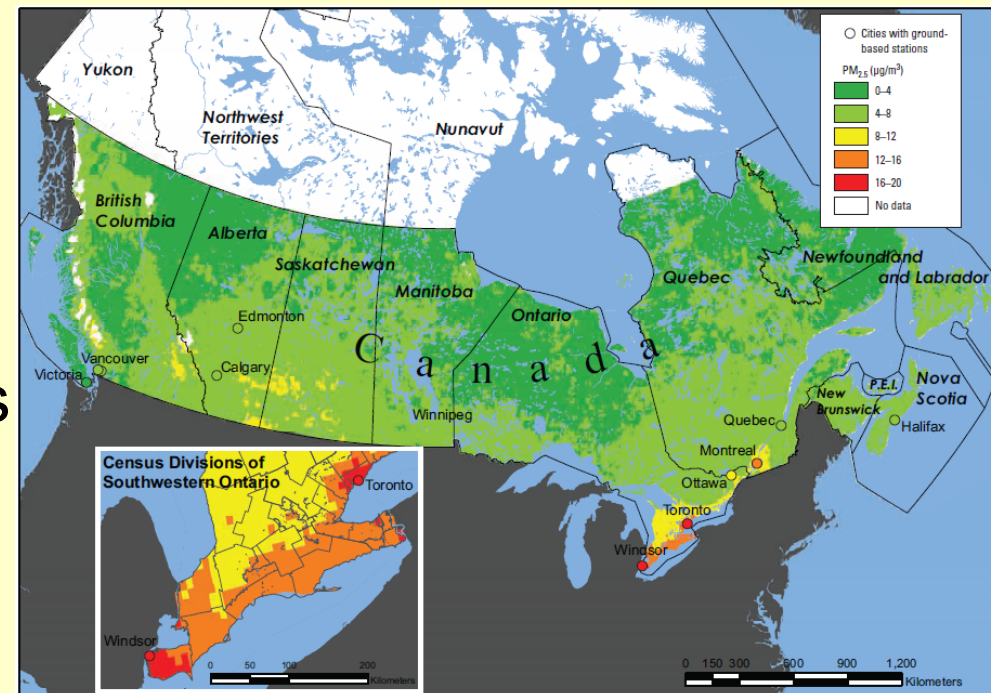 s
Yukon
Northwest
Territories
Nunavut
British
Columbia
Alberta
Saskatchewan
Manitoba
Ontario
Quebec
Newfoundland
and Labrador
Canada
Edmonton
Vancouver
Victoria
Calgary
Winnipeg
Quebec
New
Brunswick
P.E.I.
Nova
Scotia
Halifax
Montreal
Ottawa
Toronto
Windsor
Cities with ground-
based stations
PM2.5 (µg/m³)
0–4
4–8
8–12
12–16
16–20
No data
Census Divisions of
Southwestern Ontario
Toronto
Windsor
0 50 100 200
Kilometers
0 150 300 600 900 1,200
Kilometers